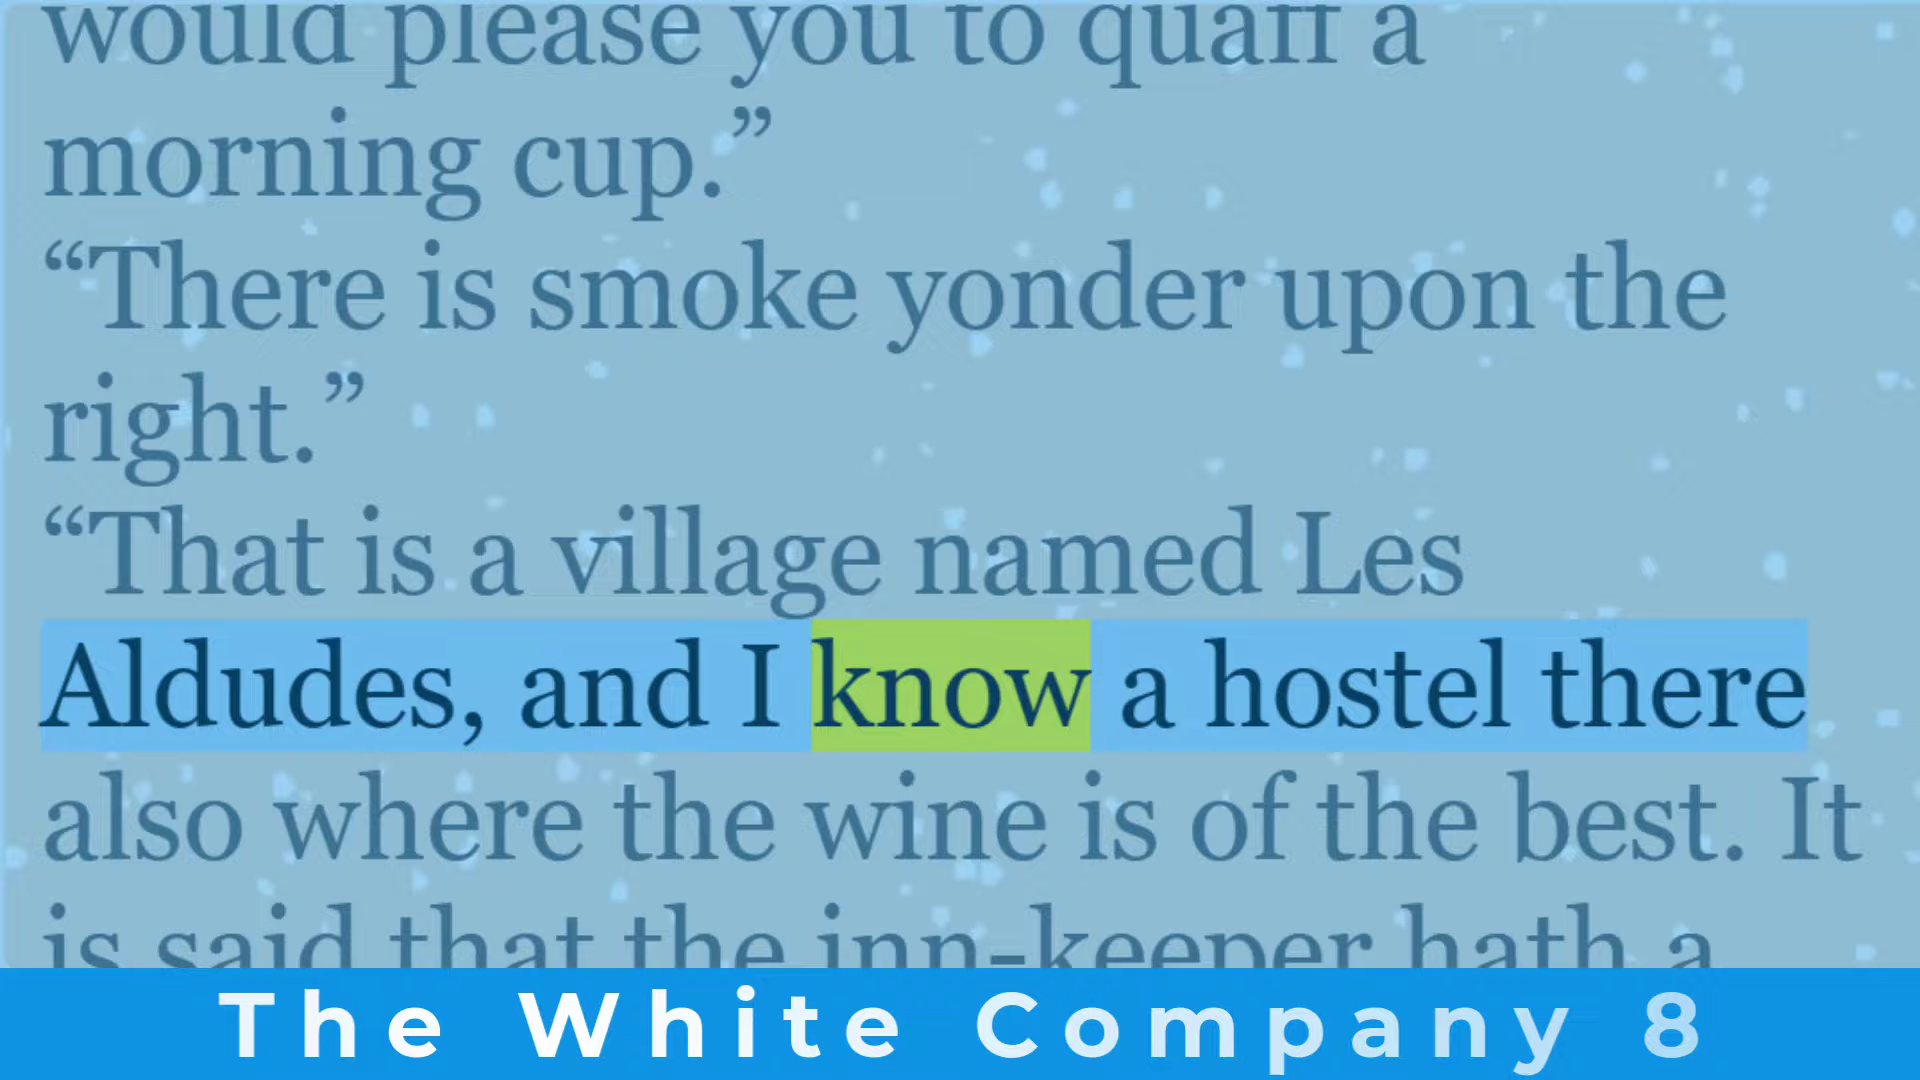 would please you to quaff a
morning cup.”
“There is smoke yonder upon the
right.”
“That is a village named Les
Aldudes, and I know a hostel there
also where the wine is of the best. It
is said that the inn-keeper hath a
The White Company 8